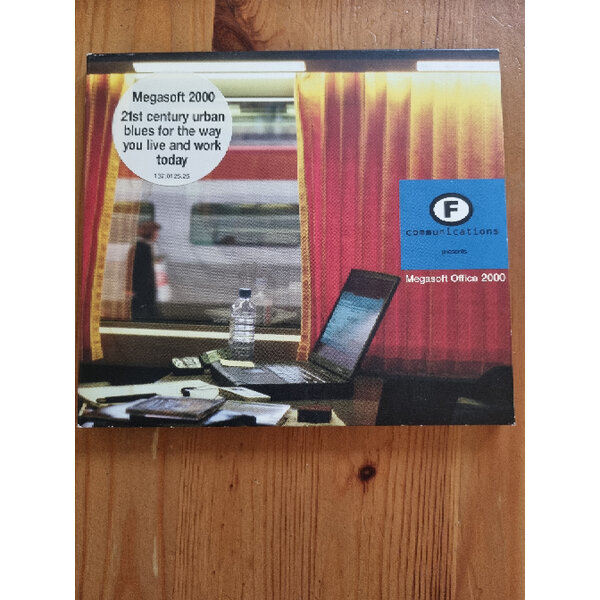 Megasoft 2000
21st century urban
blues for the way
you live and work
today
F
communications
presents
Megasoft Office 2000